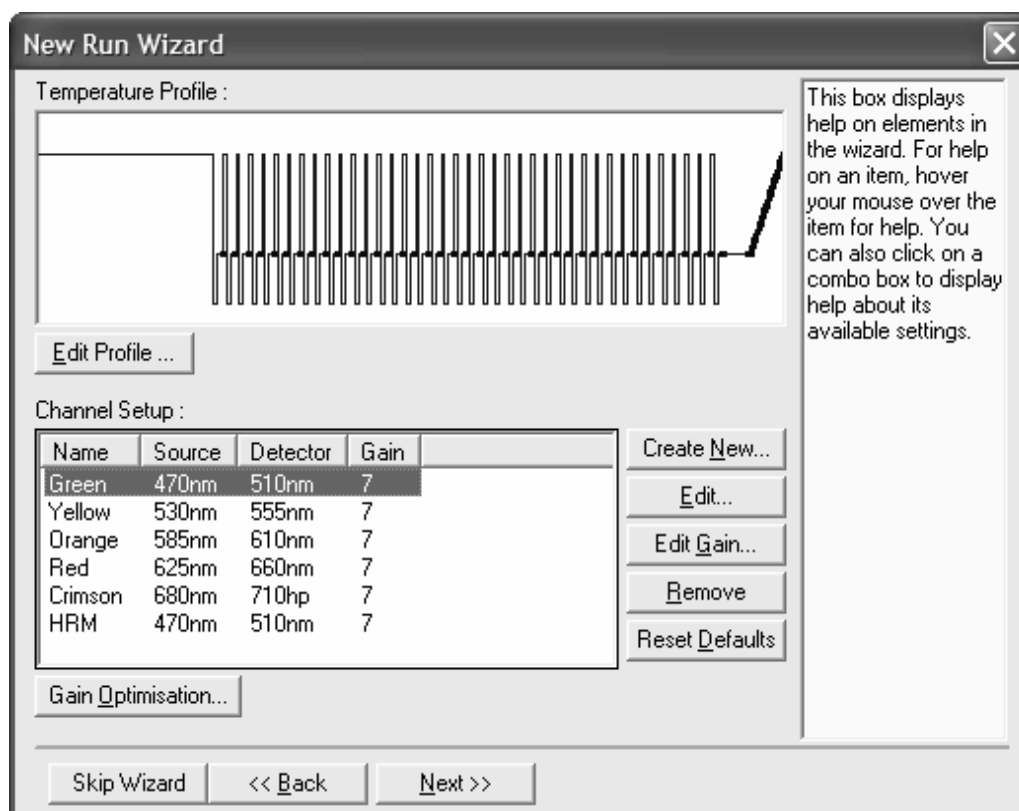 New Run Wizard
Temperature Profile :
Edit Profile ...
Channel Setup :
Name Source Detector Gain
Green 470nm 510nm 7
Yellow 530nm 555nm 7
Orange 585nm 610nm 7
Red 625nm 660nm 7
Crimson 680nm 710hp 7
HRM 470nm 510nm 7
Create New...
Edit...
Edit Gain...
Remove
Reset Defaults
Gain Optimisation...
This box displays
help on elements in
the wizard. For help
on an item, hover
your mouse over the
item for help. You
can also click on a
combo box to display
help about its
available settings.
Skip Wizard << Back Next >>